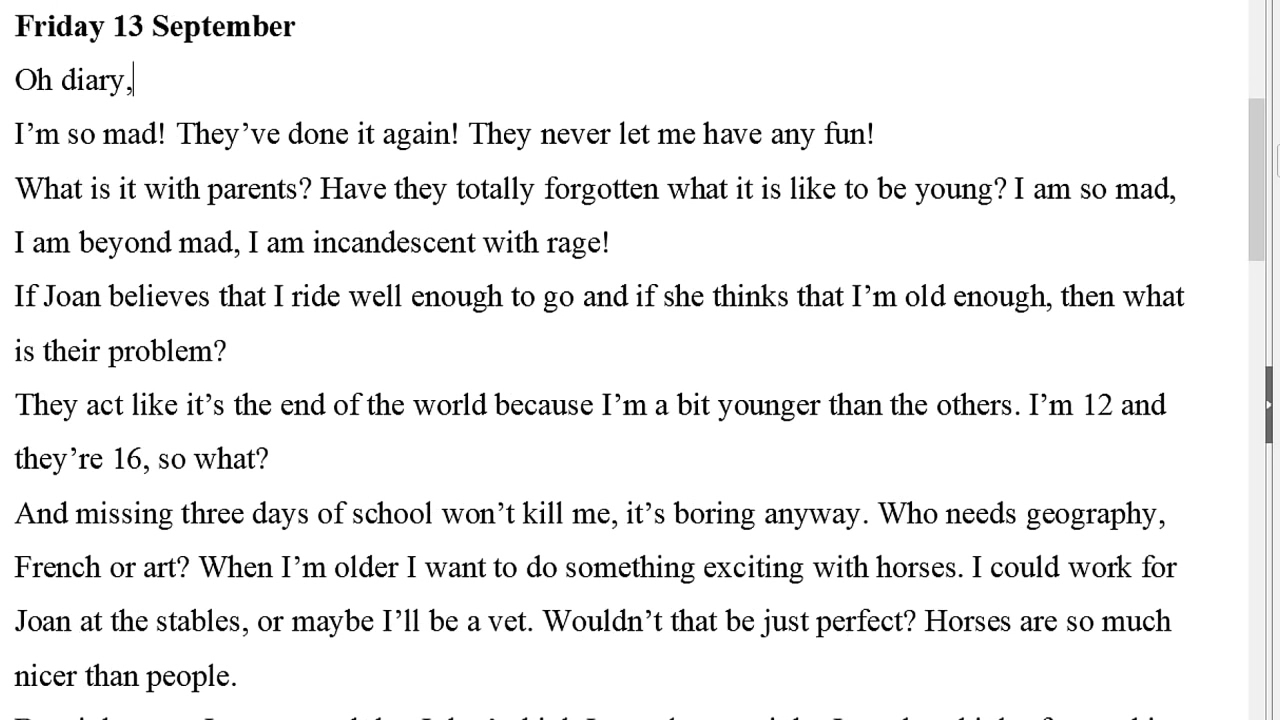 Friday 13 September
Oh diary,
I’m so mad! They’ve done it again! They never let me have any fun!
What is it with parents? Have they totally forgotten what it is like to be young? I am so mad,
I am beyond mad, I am incandescent with rage!
If Joan believes that I ride well enough to go and if she thinks that I’m old enough, then what
is their problem?
They act like it’s the end of the world because I’m a bit younger than the others. I’m 12 and
they’re 16, so what?
And missing three days of school won’t kill me, it’s boring anyway. Who needs geography,
French or art? When I’m older I want to do something exciting with horses. I could work for
Joan at the stables, or maybe I’ll be a vet. Wouldn’t that be just perfect? Horses are so much
nicer than people.